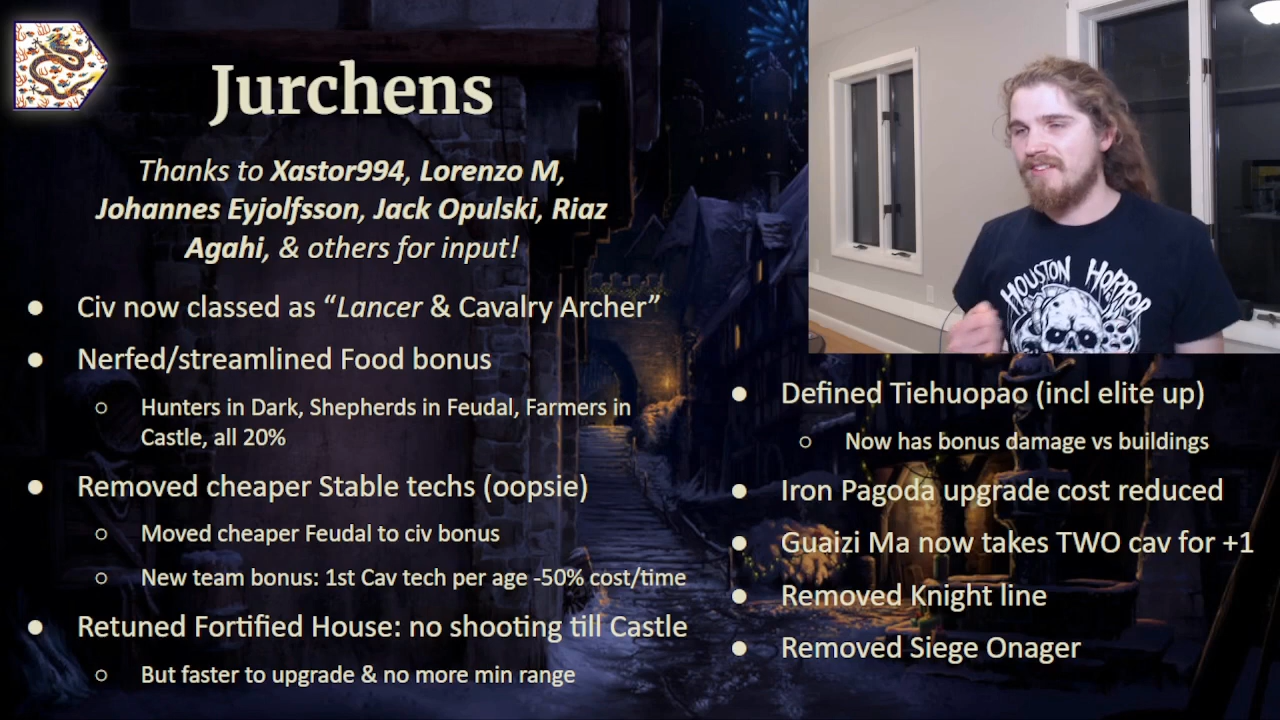 Jurchens
Thanks to Xastor994, Lorenzo M,
Johannes Eyjolfsson, Jack Opulski, Riaz
Agahi, & others for input!
● Civ now classed as “Lancer & Cavalry Archer”
● Nerfed/streamlined Food bonus
○ Hunters in Dark, Shepherds in Feudal, Farmers in
Castle, all 20%
● Removed cheaper Stable techs (oopsie)
○ Moved cheaper Feudal to civ bonus
○ New team bonus: 1st Cav tech per age -50% cost/time
● Retuned Fortified House: no shooting till Castle
○ But faster to upgrade & no more min range
HOUSTON HORROR
● Defined Tiehuopao (incl elite up)
○ Now has bonus damage vs buildings
● Iron Pagoda upgrade cost reduced
● Guaizi Ma now takes TWO cav for +1
● Removed Knight line
● Removed Siege Onager